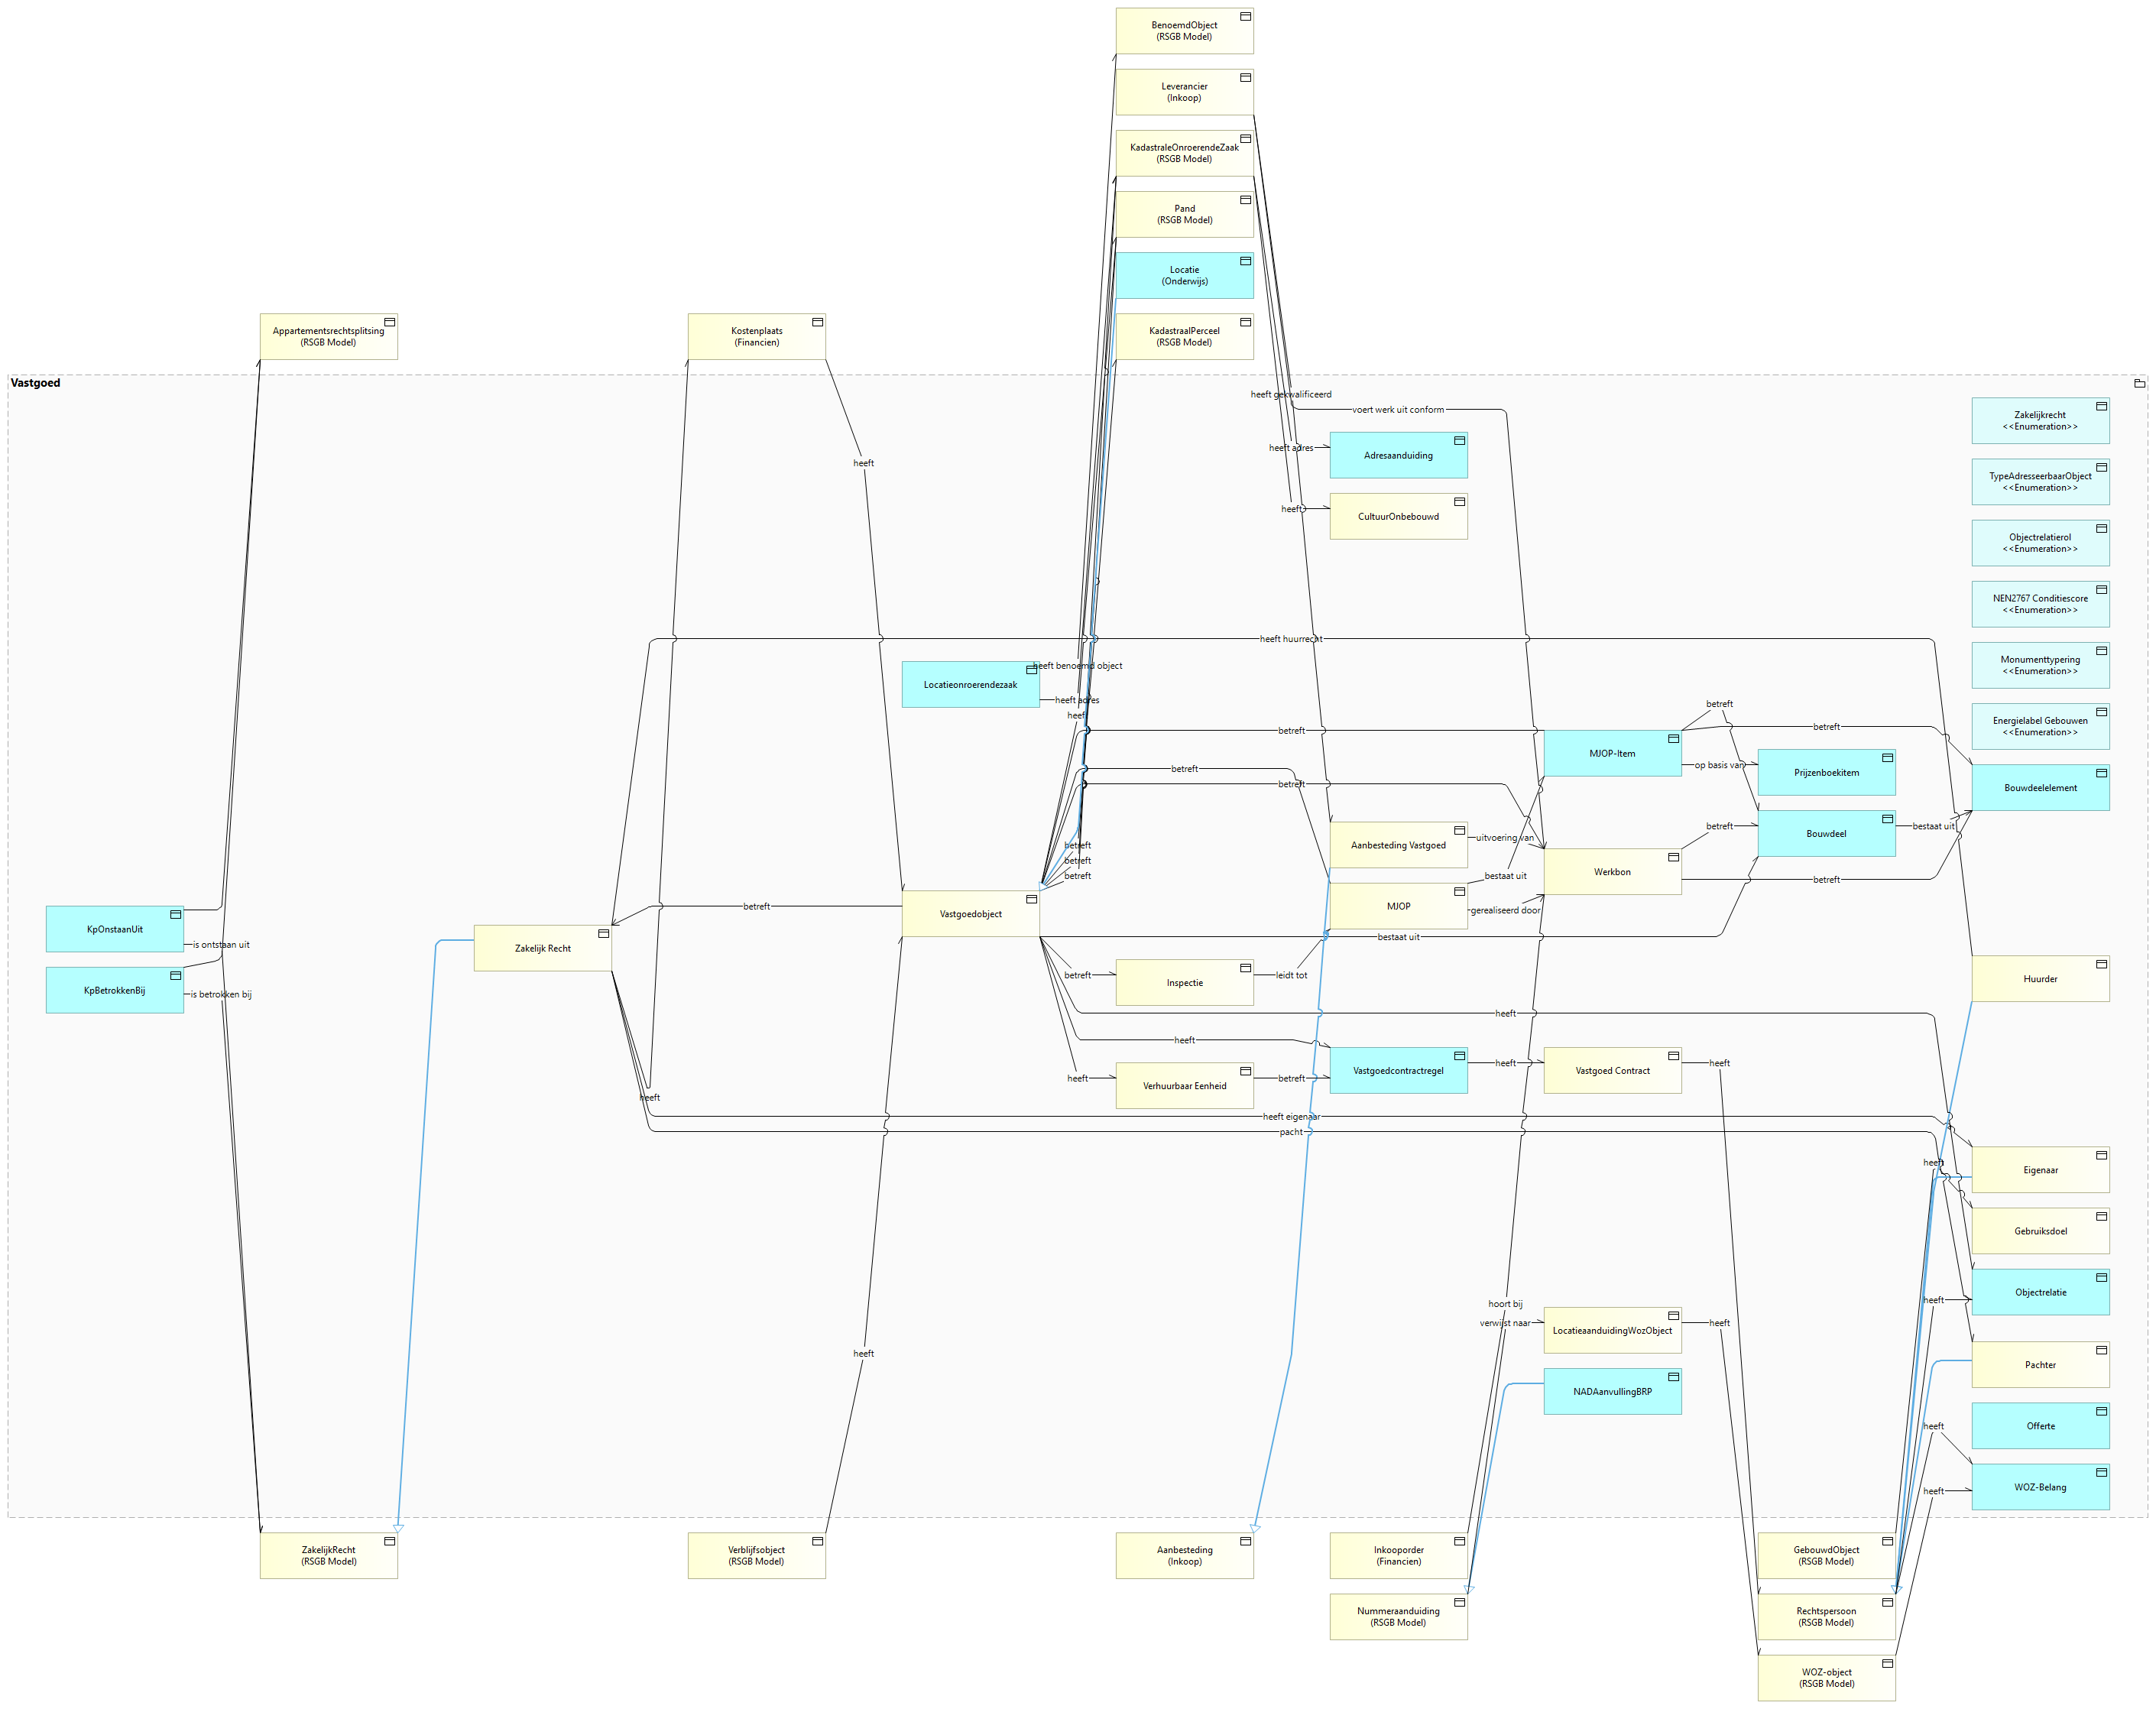 BenoemdObject
(RSGB Model)
Leverancier
(Inkoop)
KadastraleOnroerendeZaak
(RSGB Model)
Pand
(RSGB Model)
Locatie
(Onderwijs)
Appartementsrechtsplitsing
(RSGB Model)
Kostenplaats
(Financien)
KadastraalPerceel
(RSGB Model)
Vastgoed
heeft gekwalificeerd
voert werk uit conform
Zakelijkrecht
<<Enumeration>>
heeft
heeft adres
Adresaanduiding
TypeAdresseerbaarObject
<<Enumeration>>
heeft
CultuurOnbebouwd
Objectrelatierol
<<Enumeration>>
NEN2767 Conditiescore
<<Enumeration>>
heeft huurrecht
Monumenttypering
<<Enumeration>>
heeft benoemd object
Locatieonroerendezaak
heeft adres
heeft
betreft
Energielabel Gebouwen
<<Enumeration>>
betreft
betreft
MJOP-Item
op basis van
Prijzenboekitem
betreft
betreft
Bouwdeelelement
betreft
Bouwdeel
bestaat uit
betreft
betreft
betreft
Aanbesteding Vastgoed
uitvoering van
Werkbon
bestaat uit
betreft
MJOP
gerealiseerd door
betreft
Vastgoedobject
bestaat uit
KpOnstaanUit
is ontstaan uit
Zakelijk Recht
KpBetrokkenBij
is betrokken bij
betreft
Inspectie
leidt tot
Huurder
heeft
heeft
heeft
Verhuurbaar Eenheid
betreft
Vastgoedcontractregel
heeft
Vastgoed Contract
heeft
heeft
heeft eigenaar
pacht
heeft
Eigenaar
Gebruiksdoel
heeft
Objectrelatie
hoort bij
verwijst naar
LocatieaanduidingWozObject
heeft
heeft
Pachter
NADAanvullingBRP
heeft
Offerte
heeft
WOZ-Belang
ZakelijkRecht
(RSGB Model)
Verblijfsobject
(RSGB Model)
Aanbesteding
(Inkoop)
Inkooporder
(Financien)
GebouwdObject
(RSGB Model)
Nummeraanduiding
(RSGB Model)
Rechtspersoon
(RSGB Model)
WOZ-object
(RSGB Model)